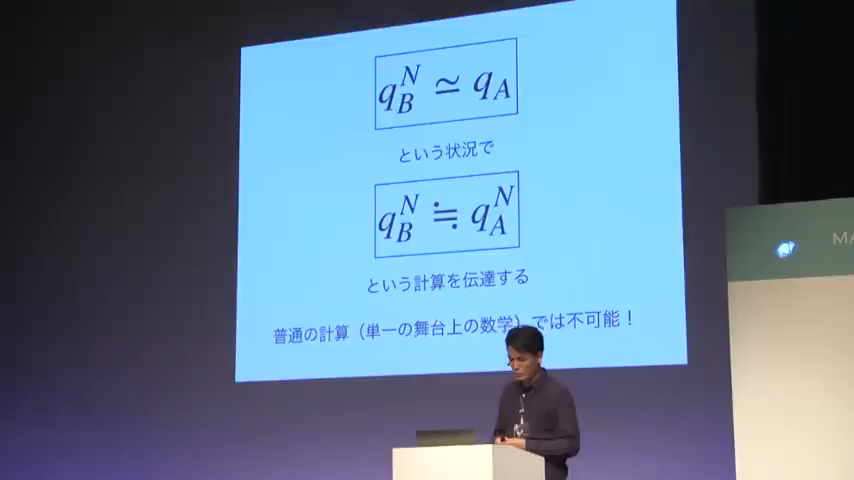 q_B^N ≃ q_A
という状況で
q_B^N ≒ q_A^N
という計算を伝達する
普通の計算（単一の舞台上の数学）では不可能！
MA